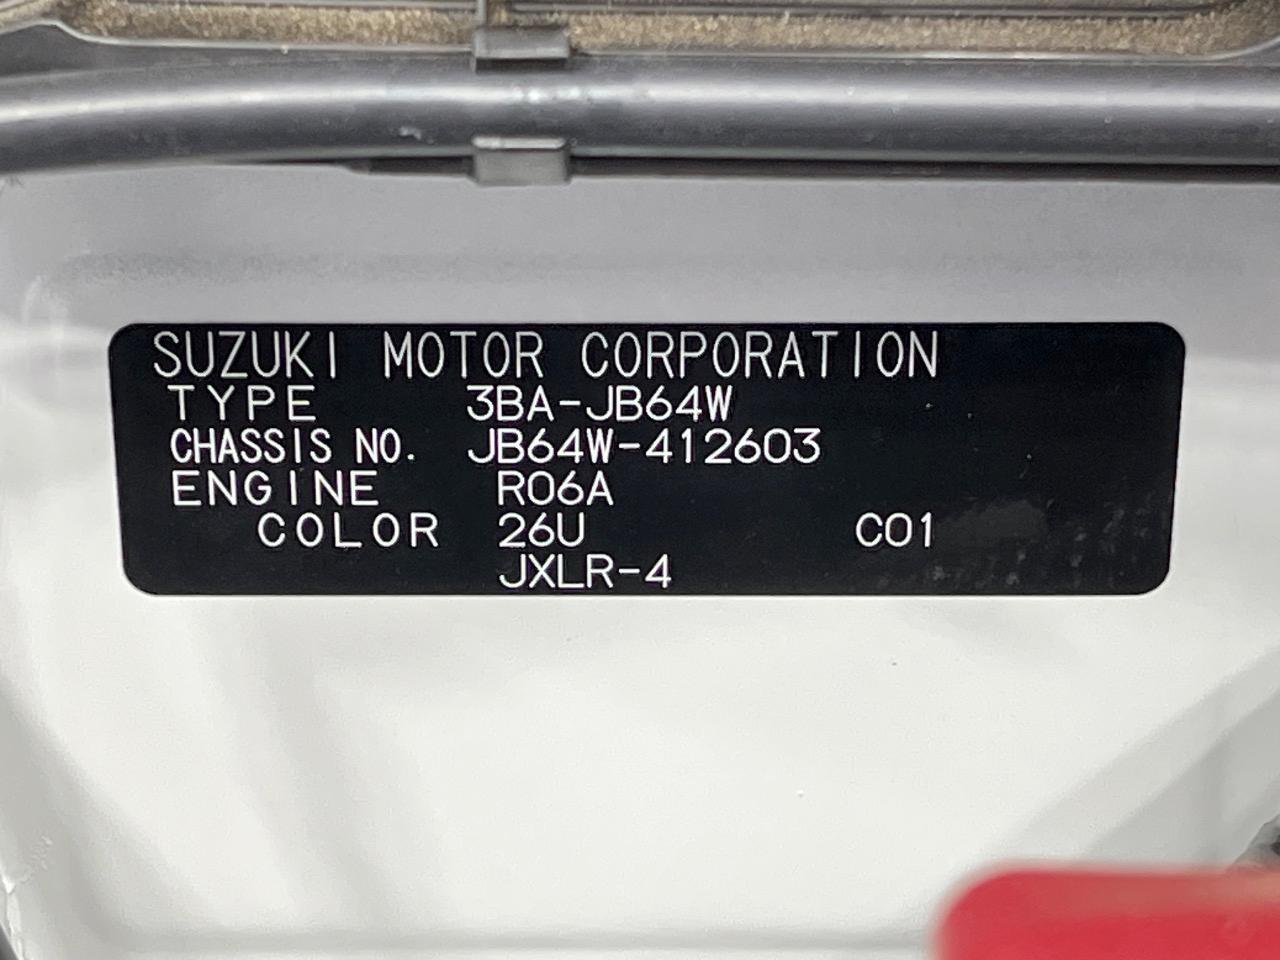 SUZUKI MOTOR CORPORATION
TYPE 3BA-JB64W
CHASSIS NO. JB64W-412603
ENGINE R06A
COLOR 26U C01
JXLR-4